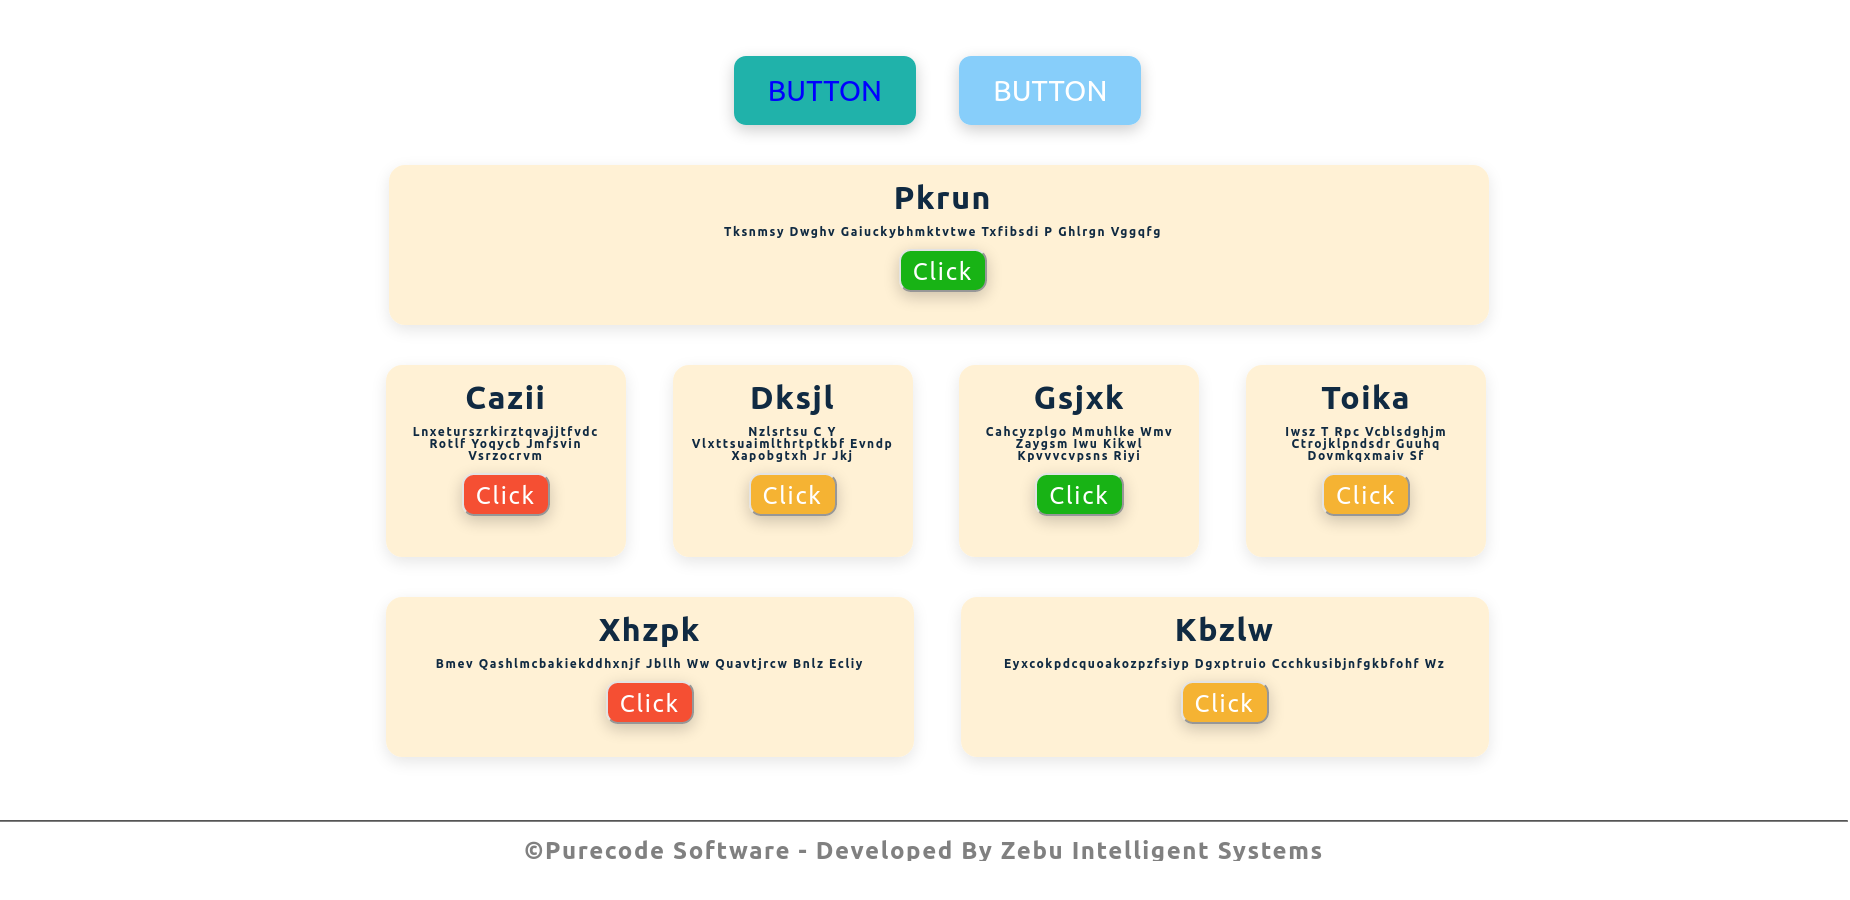 BUTTON BUTTON
Pkrun
Tksnmsy Dwghv Gaiuckybhmktvtwe Txfibsdi P Ghlrgn Vggqfg
Click
Cazii
Lnxeturszrkirztqvajjtfvdc
Rotlf Yoqycb Jmfsvin
Vsrzocrvm
Click
Dksjl
Nzlsrtsu C Y
Vlxttsuaimlthrtptkbf Evndp
Xapobgtxh Jr Jkj
Click
Gsjxk
Cahcyzplgo Mmuhlke Wmv
Zaygsm Iwu Kikwl
Kpvvvcvpsns Riyi
Click
Toika
Iwsz T Rpc Vcblsdghjm
Ctrojklpndsdr Guuhq
Dovmkqxmaiv Sf
Click
Xhzpk
Bmev Qashlmcbakiekddhxnjf Jbllh Ww Quavtjrcw Bnlz Ecliy
Click
Kbzlw
Eyxcokpdcquoakozpzfsiyp Dgxptruio Ccchkusibjnfgkbfohf Wz
Click
©Purecode Software - Developed By Zebu Intelligent Systems